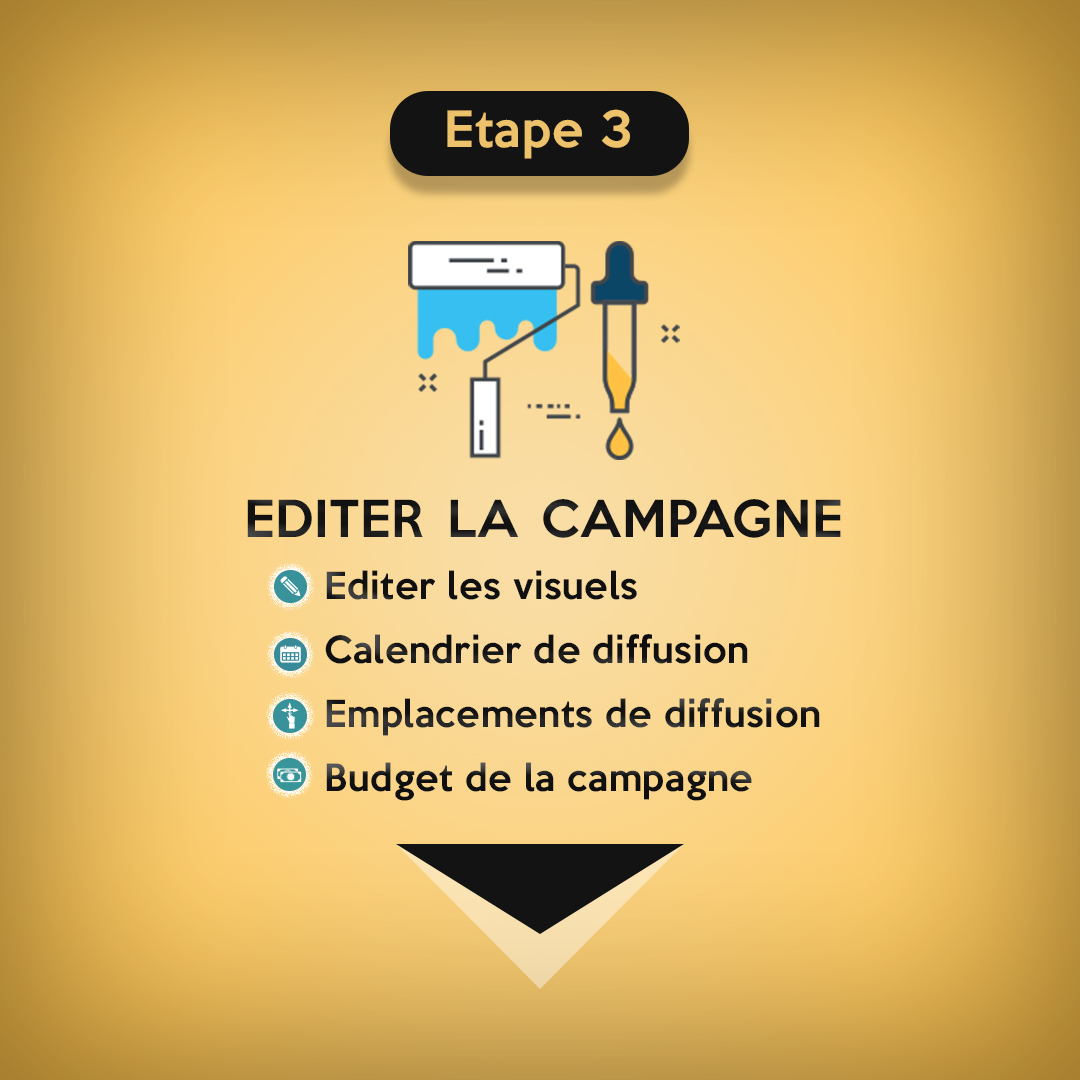 Etape 3
EDITER LA CAMPAGNE
Editer les visuels
Calendrier de diffusion
Emplacements de diffusion
Budget de la campagne